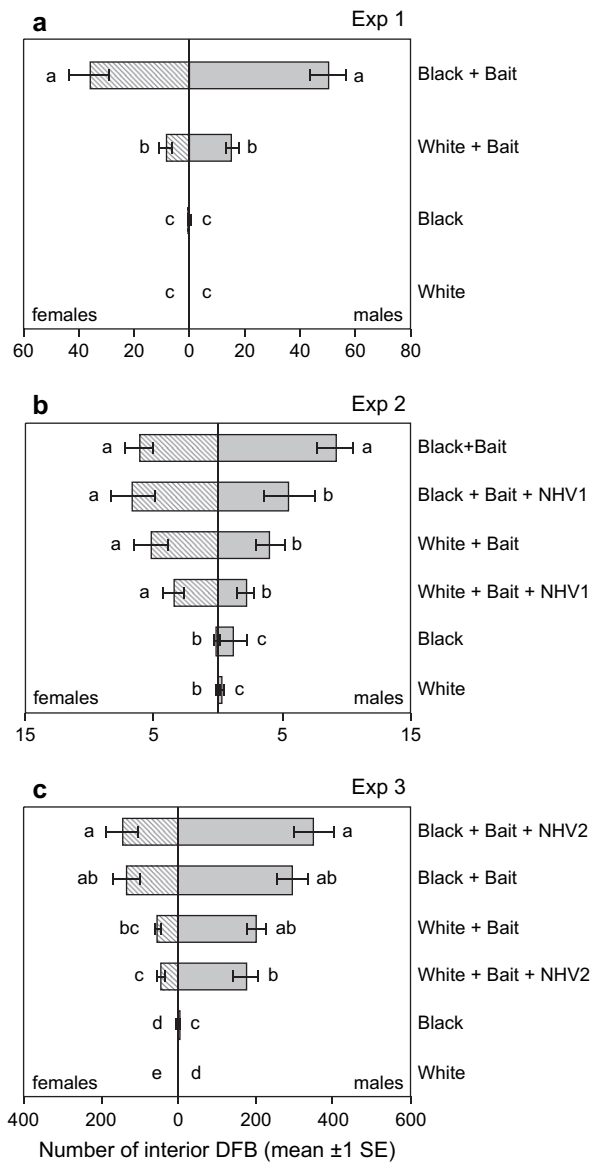 a Exp 1
a a Black + Bait
b b White + Bait
c c Black
c c White
females males
60 40 20 0 20 40 60 80
b Exp 2
a a Black+Bait
a b Black + Bait + NHV1
a b White + Bait
a b White + Bait + NHV1
b c Black
b c White
females males
15 5 5 15
c Exp 3
a a Black + Bait + NHV2
ab ab Black + Bait
bc ab White + Bait
c b White + Bait + NHV2
d c Black
e d White
females males
400 200 0 200 400 600
Number of interior DFB (mean ±1 SE)